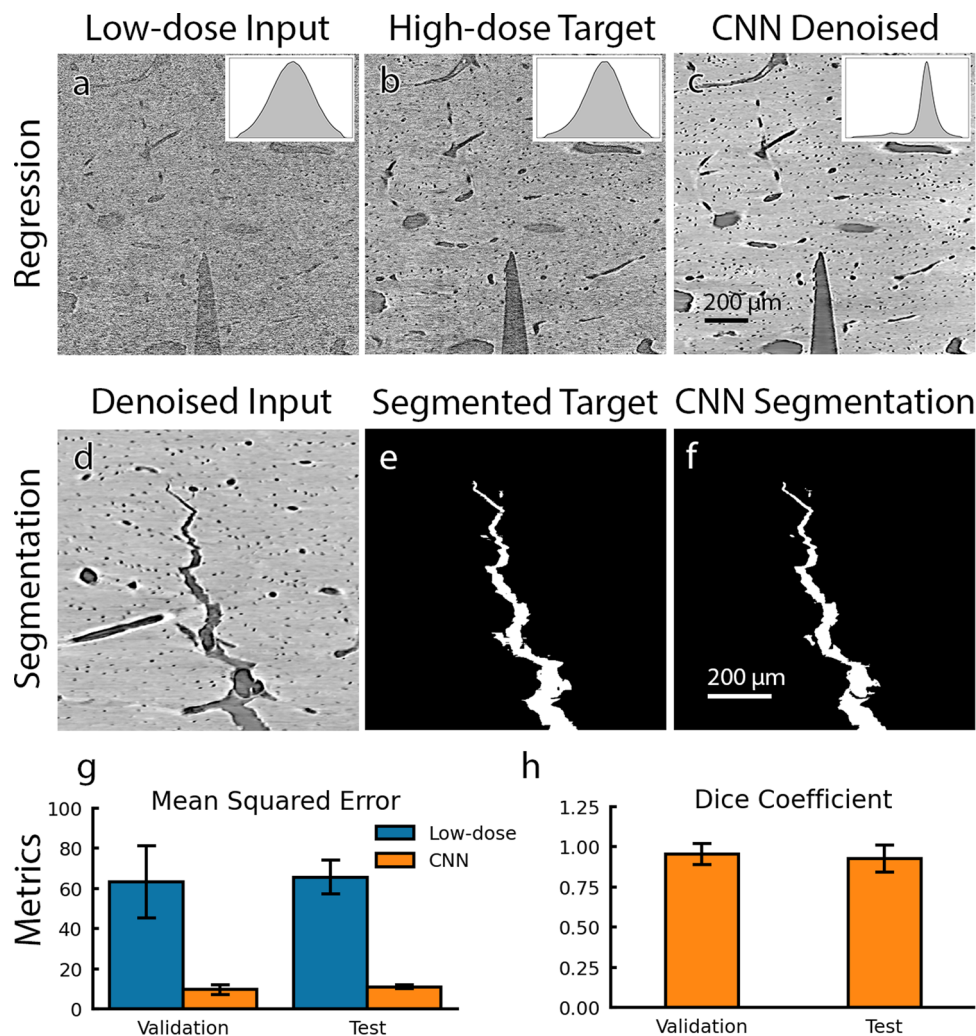 Low-dose Input High-dose Target CNN Denoised
Regression
a b c
200 µm
Denoised Input Segmented Target CNN Segmentation
Segmentation
d e f
200 µm
g h
Metrics
Mean Squared Error
100
80
60
40
20
0
Low-dose
CNN
Validation Test
Dice Coefficient
1.25
1.00
0.75
0.50
0.25
0.00
Validation Test